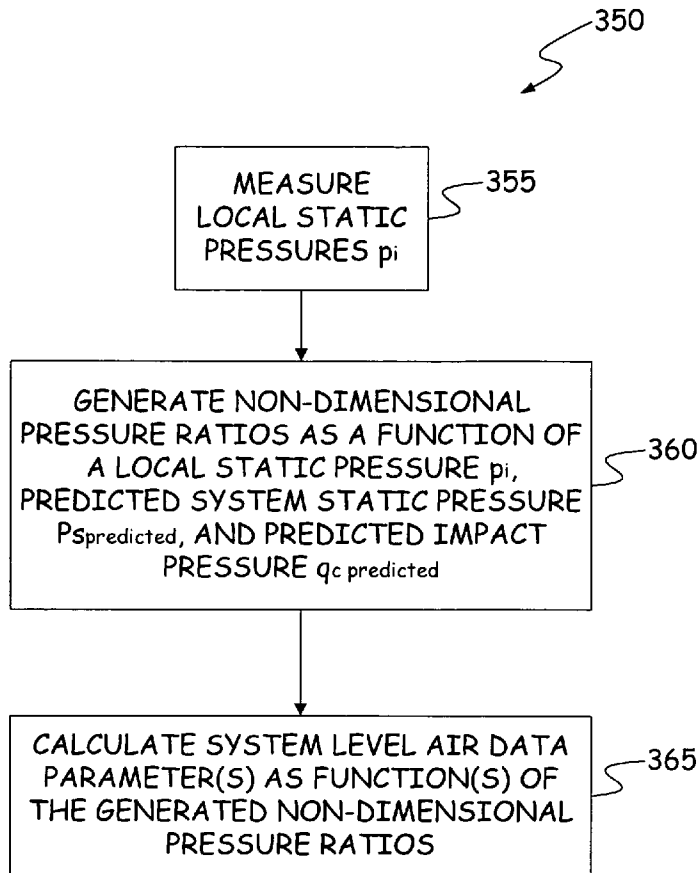 350
MEASURE
LOCAL STATIC
PRESSURES pi
355
GENERATE NON-DIMENSIONAL
PRESSURE RATIOS AS A FUNCTION OF
A LOCAL STATIC PRESSURE pi,
PREDICTED SYSTEM STATIC PRESSURE
Pspredicted, AND PREDICTED IMPACT
PRESSURE qc predicted
360
CALCULATE SYSTEM LEVEL AIR DATA
PARAMETER(S) AS FUNCTION(S) OF
THE GENERATED NON-DIMENSIONAL
PRESSURE RATIOS
365